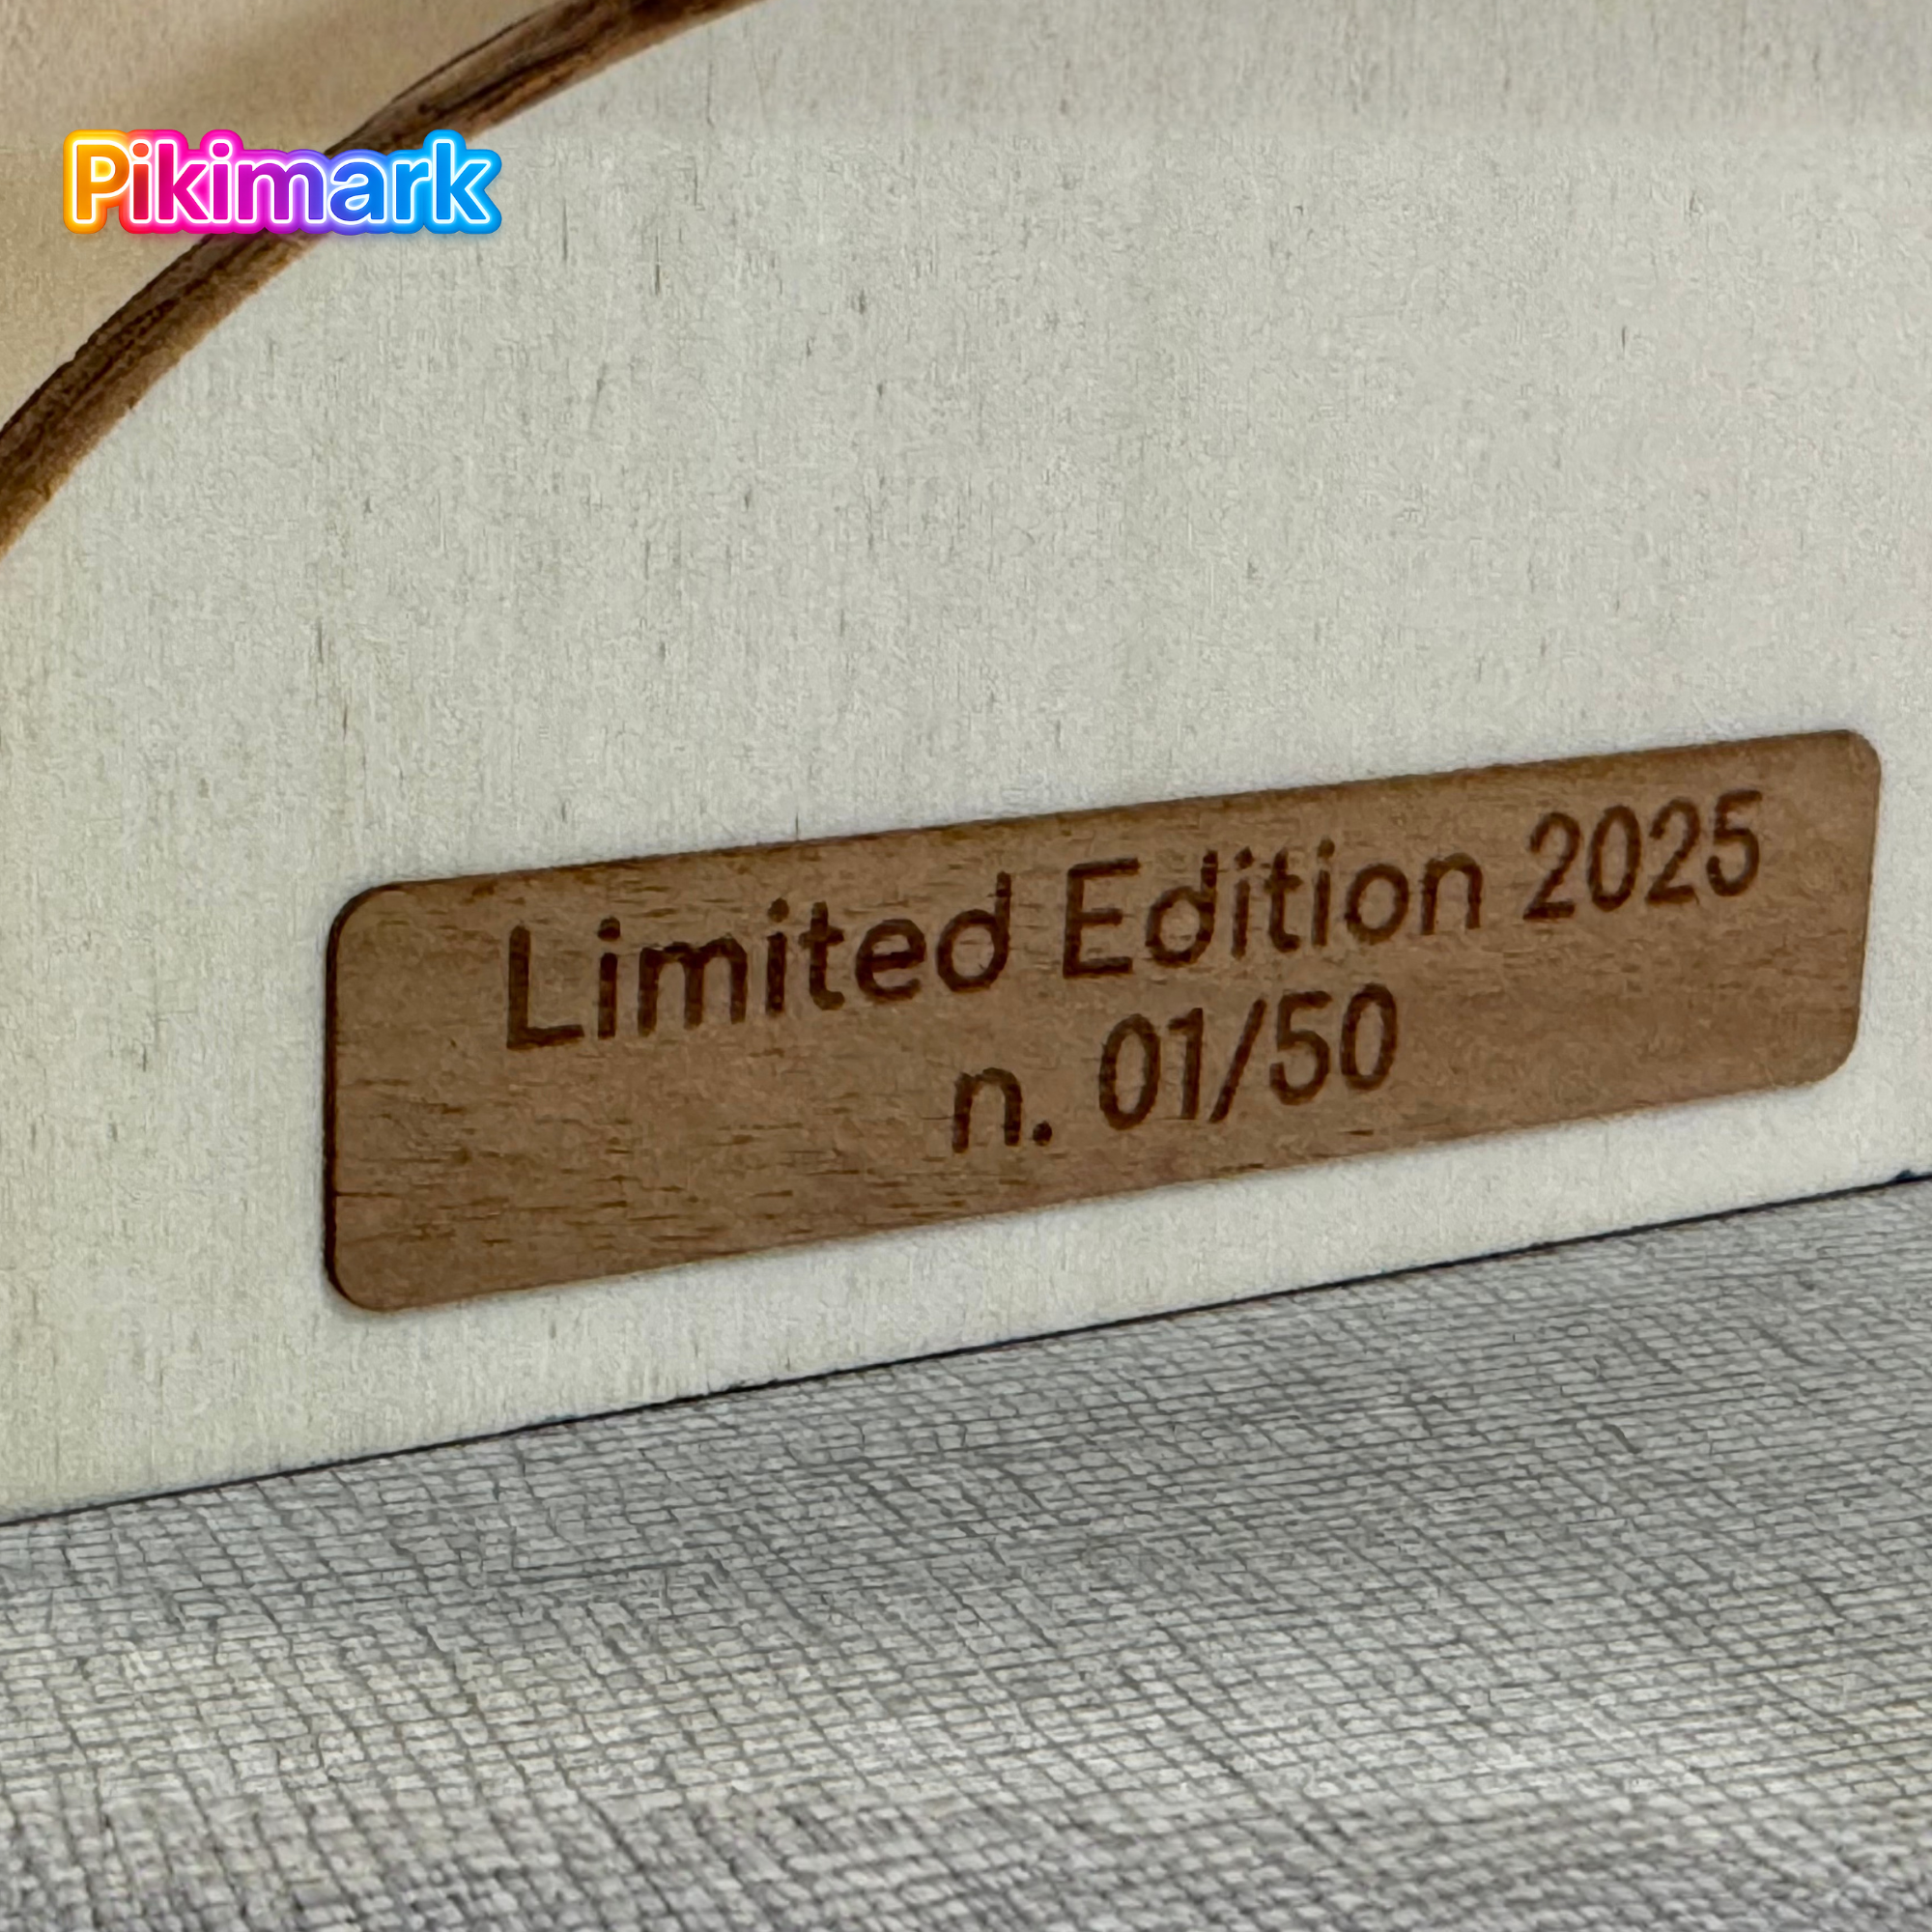 Pikimark
Limited Edition 2025
n. 01/50